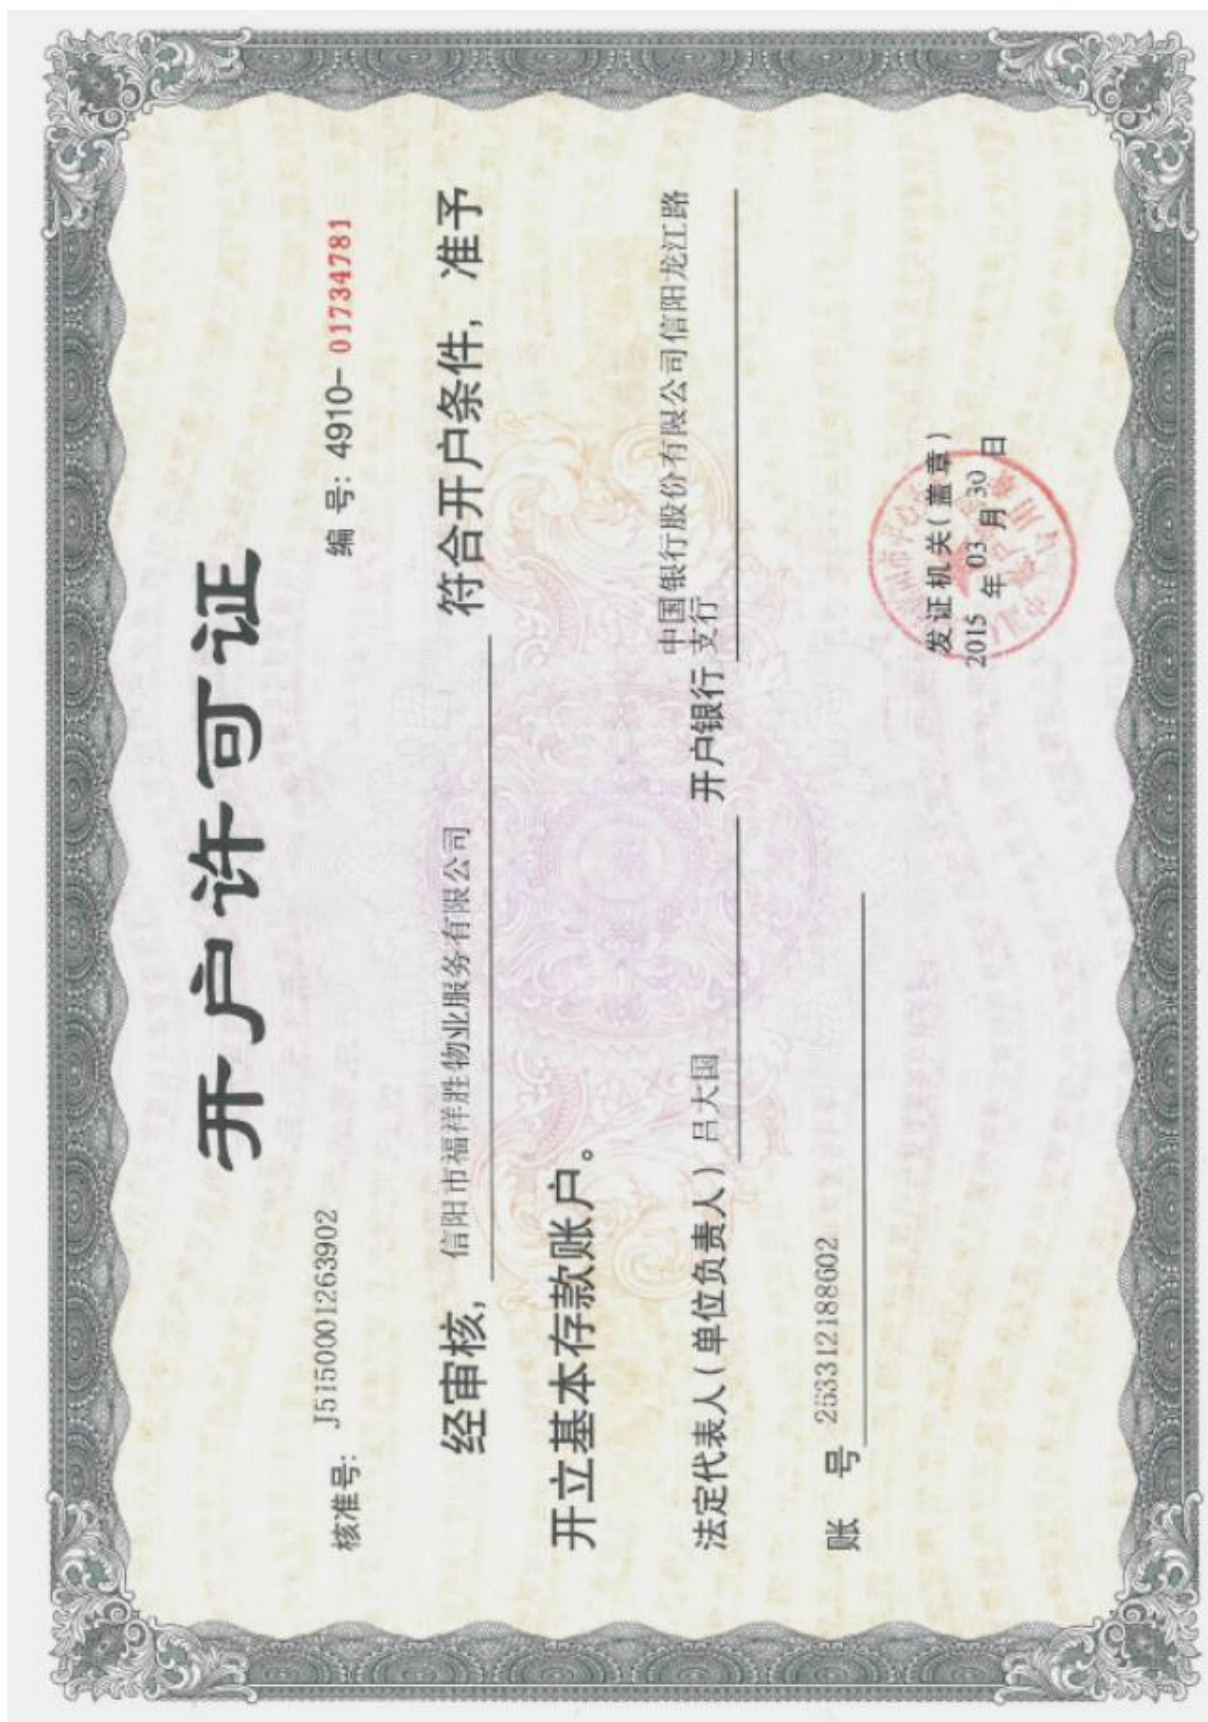 开户许可证
核准号: J5150001263902
编 号: 4910-01734781
经审核, 信阳市福祥胜物业服务有限公司 符合开户条件, 准予
开立基本存款账户。
法定代表人(单位负责人) 吕大国
开户银行 中国银行股份有限公司信阳龙江路
支行
账 号 253312188602
发证机关(盖章)
2015 年 03 月 30 日